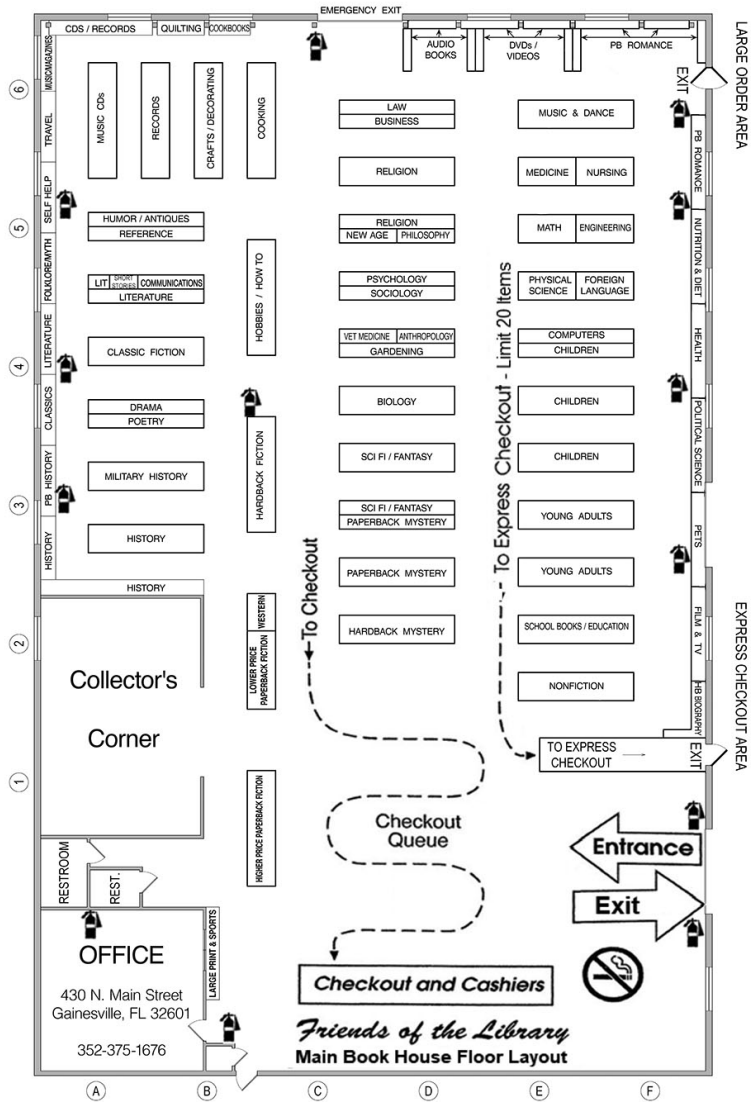 EMERGENCY EXIT
CDS / RECORDS
QUILTING
COOKBOOKS
AUDIO
BOOKS
DVDs /
VIDEOS
PB ROMANCE
LARGE ORDER AREA
EXIT
6
MUSIC/MAGAZINES
TRAVEL
SELF HELP
5
FOLKLORE/MYTH
LITERATURE
4
CLASSICS
PB HISTORY
3
HISTORY
HISTORY
2
1
MUSIC CDs
RECORDS
CRAFTS / DECORATING
COOKING
HUMOR / ANTIQUES
REFERENCE
LIT
SHORT
STORIES
COMMUNICATIONS
LITERATURE
CLASSIC FICTION
DRAMA
POETRY
MILITARY HISTORY
HISTORY
HOBBIES / HOW TO
HARDBACK FICTION
WESTERN
LOWER PRICE
PAPERBACK FICTION
HIGHER PRICE PAPERBACK FICTION
LAW
BUSINESS
RELIGION
RELIGION
NEW AGE
PHILOSOPHY
PSYCHOLOGY
SOCIOLOGY
VET MEDICINE
ANTHROPOLOGY
GARDENING
BIOLOGY
SCI FI / FANTASY
SCI FI / FANTASY
PAPERBACK MYSTERY
PAPERBACK MYSTERY
HARDBACK MYSTERY
MUSIC & DANCE
MEDICINE
NURSING
MATH
ENGINEERING
PHYSICAL
SCIENCE
FOREIGN
LANGUAGE
COMPUTERS
CHILDREN
CHILDREN
CHILDREN
YOUNG ADULTS
YOUNG ADULTS
SCHOOL BOOKS / EDUCATION
NONFICTION
PB ROMANCE
NUTRITION & DIET
HEALTH
POLITICAL SCIENCE
PETS
FILM & TV
HB BIOGRAPHY
EXPRESS CHECKOUT AREA
To Checkout
To Express Checkout - Limit 20 Items
TO EXPRESS
CHECKOUT
EXIT
Collector's
Corner
Checkout
Queue
Entrance
Exit
RESTROOM
REST.
OFFICE
430 N. Main Street
Gainesville, FL 32601
352-375-1676
LARGE PRINT & SPORTS
Checkout and Cashiers
Friends of the Library
Main Book House Floor Layout
A
B
C
D
E
F